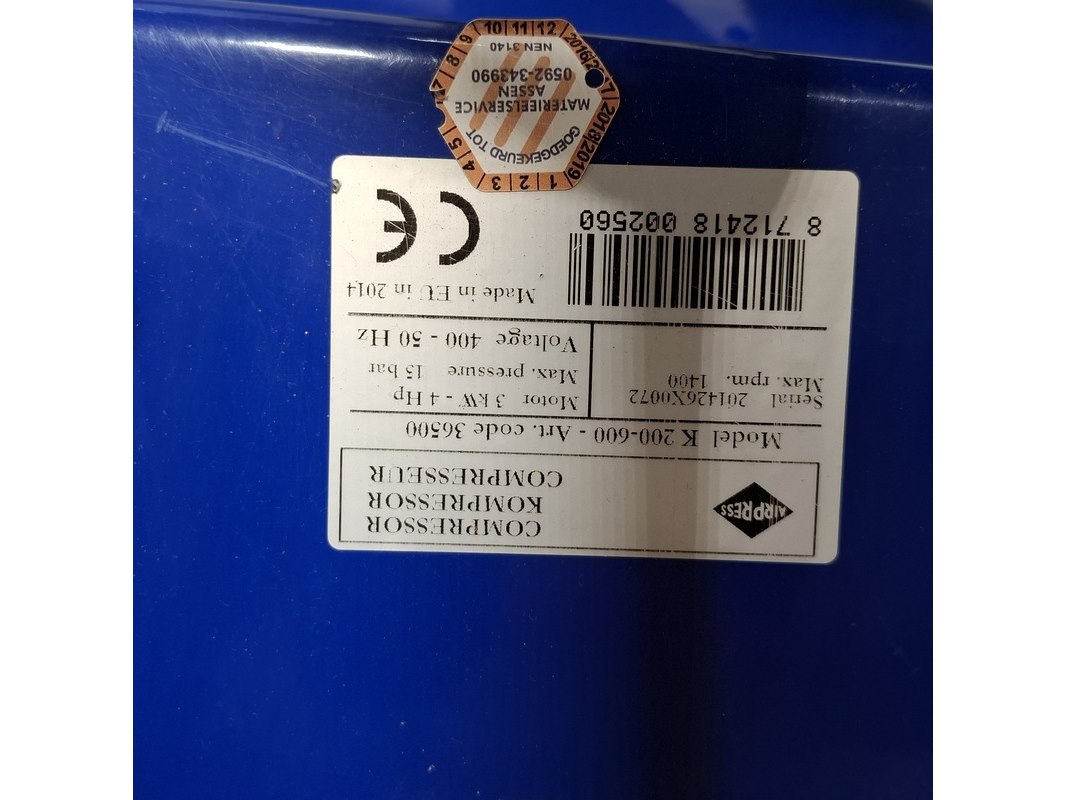 AIRPRESS
COMPRESSOR
KOMPRESSOR
COMPRESSEUR
Model K 200-600 - Art. code 36500
Serial 201426X0072
Max. rpm. 1400
Motor 3 kW - 4 Hp
Max. pressure 15 bar
Voltage 400 - 50 Hz
8 712418 002560
Made in EU in 2014
CE
GOEDGEKEURD TOT
MATERIEELSERVICE
ASSEN
0592-343990
NEN 3140
1 2 3 4 5 7 8 9 10 11 12
2018 2019